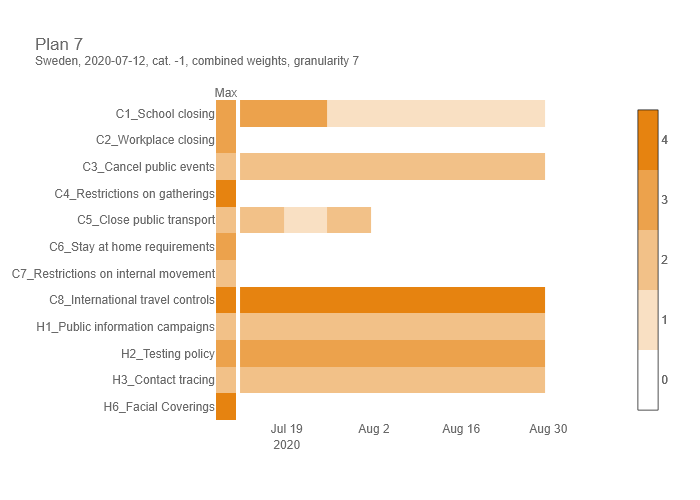 Plan 7
Sweden, 2020-07-12, cat. -1, combined weights, granularity 7
Max
C1_School closing
C2_Workplace closing
C3_Cancel public events
C4_Restrictions on gatherings
C5_Close public transport
C6_Stay at home requirements
C7_Restrictions on internal movement
C8_International travel controls
H1_Public information campaigns
H2_Testing policy
H3_Contact tracing
H6_Facial Coverings
Jul 19 Aug 2 Aug 16 Aug 30
2020
4
3
2
1
0